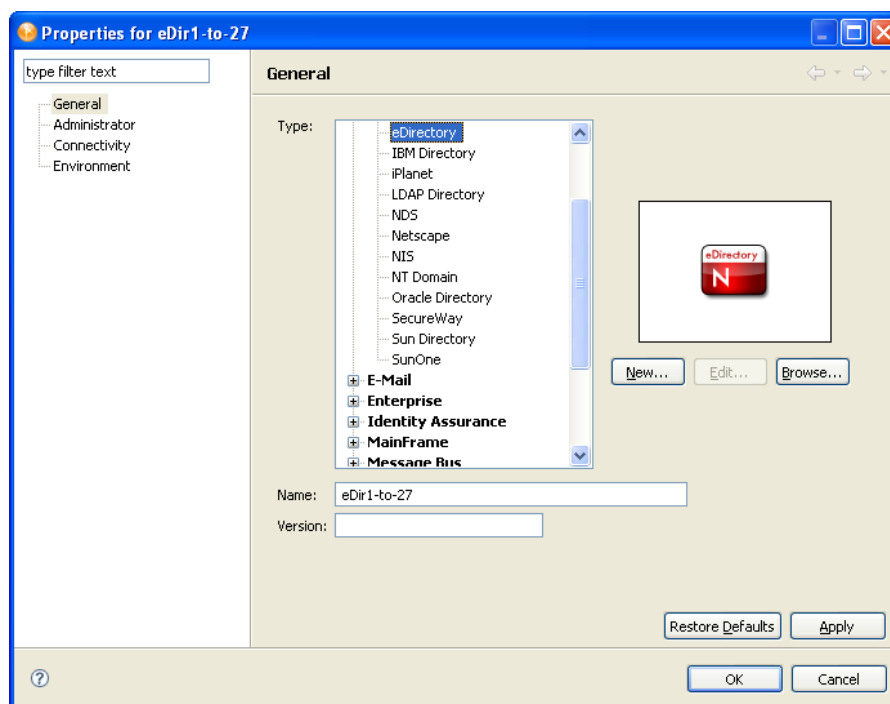 Properties for eDir1-to-27
type filter text
General
Administrator
Connectivity
Environment
General
Type:
eDirectory
IBM Directory
iPlanet
LDAP Directory
NDS
Netscape
NIS
NT Domain
Oracle Directory
SecureWay
Sun Directory
SunOne
E-Mail
Enterprise
Identity Assurance
MainFrame
Message Bus
eDirectory
N
New...
Edit...
Browse...
Name: eDir1-to-27
Version:
Restore Defaults Apply
? OK Cancel